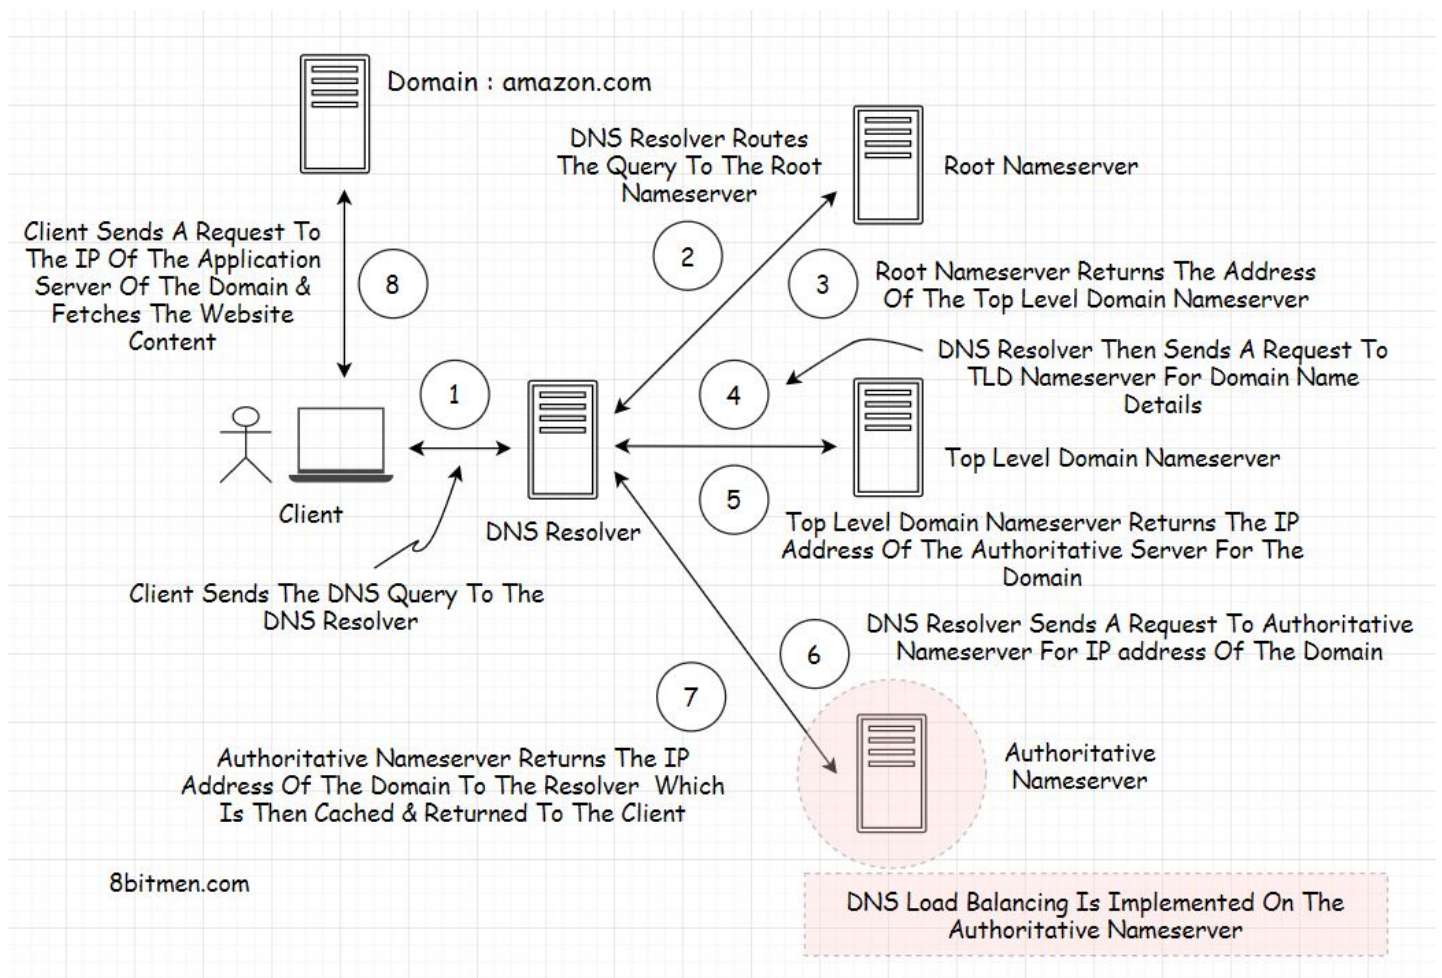 Domain : amazon.com
DNS Resolver Routes
The Query To The Root
Nameserver
Root Nameserver
Client Sends A Request To
The IP Of The Application
Server Of The Domain &
Fetches The Website
Content
8
2
3
Root Nameserver Returns The Address
Of The Top Level Domain Nameserver
1
4
DNS Resolver Then Sends A Request To
TLD Nameserver For Domain Name
Details
Client
DNS Resolver
Top Level Domain Nameserver
5
Top Level Domain Nameserver Returns The IP
Address Of The Authoritative Server For The
Domain
Client Sends The DNS Query To The
DNS Resolver
6
DNS Resolver Sends A Request To Authoritative
Nameserver For IP address Of The Domain
7
Authoritative Nameserver Returns The IP
Address Of The Domain To The Resolver Which
Is Then Cached & Returned To The Client
Authoritative
Nameserver
8bitmen.com
DNS Load Balancing Is Implemented On The
Authoritative Nameserver